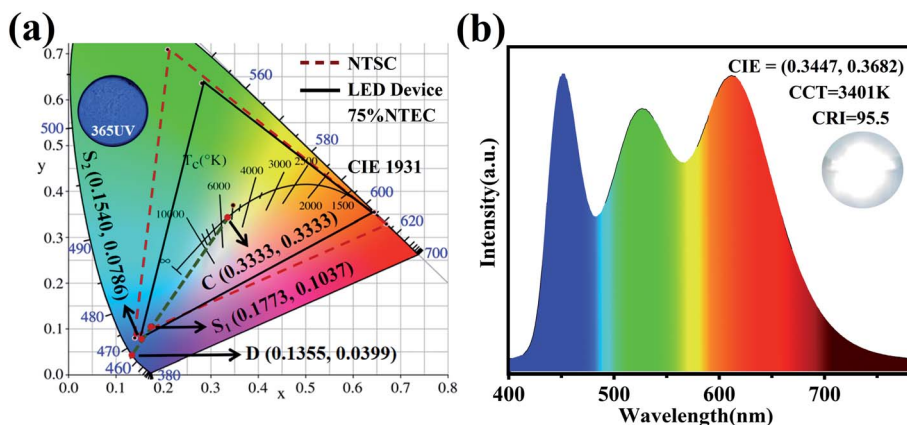 (a)
0.7
0.6
0.5
y
0.4
0.3
0.2
0.1
0.0
0.0
0.1
0.2
0.3
0.4
0.5
0.6
0.7
0.8
x
365UV
NTSC
LED Device
75%NTEC
CIE 1931
560
580
600
620
700
500
490
480
470
460
380
T_C(°K)
10000
6000
4000
3000
2500
2000
1500
∞
S₂ (0.1540, 0.0786)
C (0.3333, 0.3333)
S₁ (0.1773, 0.1037)
D (0.1355, 0.0399)
(b)
CIE = (0.3447, 0.3682)
CCT=3401K
CRI=95.5
Intensity(a.u.)
400
500
600
700
Wavelength(nm)